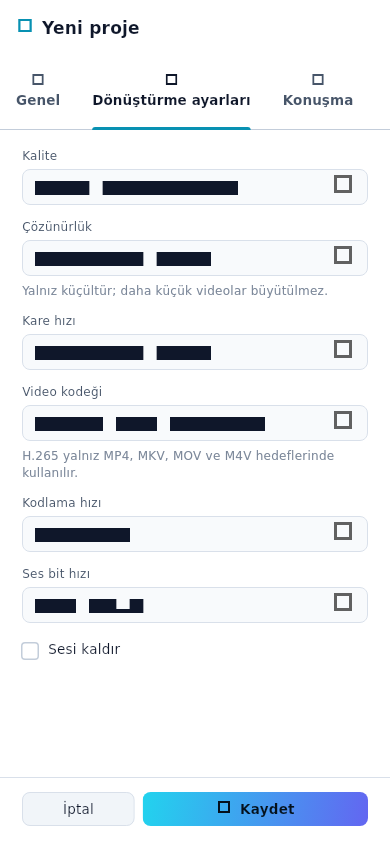 Yeni proje
Genel
Dönüştürme ayarları
Konuşma
Kalite
Çözünürlük
Yalnız küçültür; daha küçük videolar büyütülmez.
Kare hızı
Video kodeği
H.265 yalnız MP4, MKV, MOV ve M4V hedeflerinde
kullanılır.
Kodlama hızı
Ses bit hızı
Sesi kaldır
İptal
Kaydet